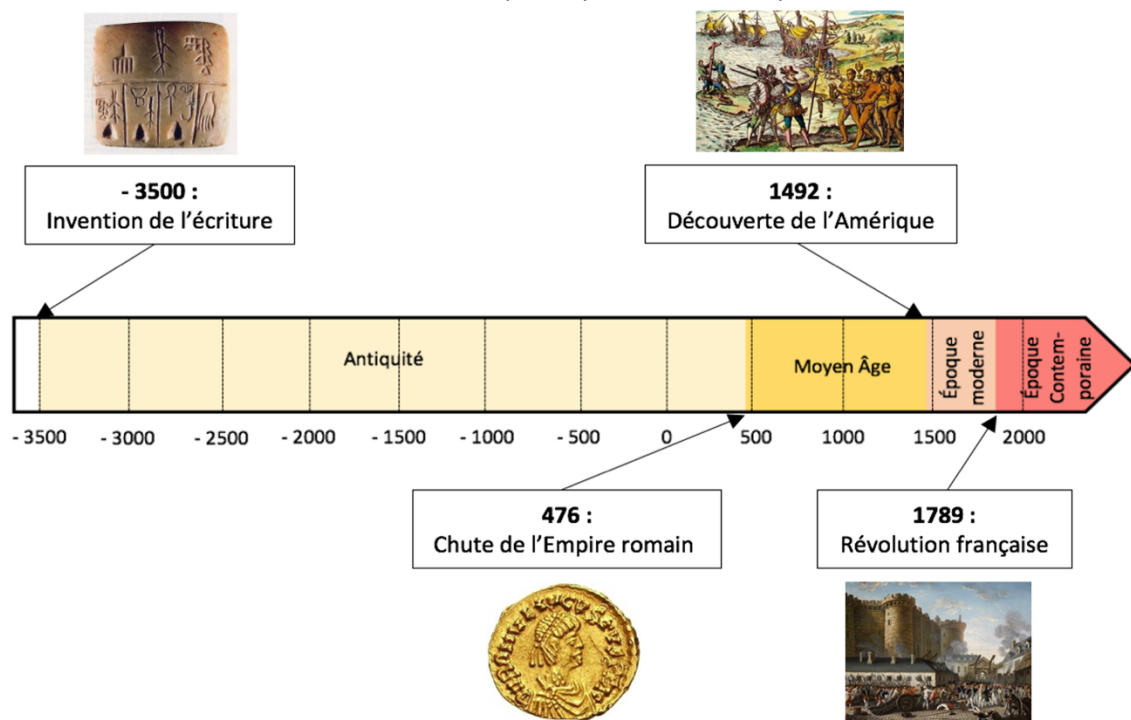 - 3500 :
Invention de l’écriture
1492 :
Découverte de l’Amérique
Antiquité
Moyen Âge
Époque
moderne
Époque
Contem-
poraine
- 3500 - 3000 - 2500 - 2000 - 1500 - 1000 - 500 0 500 1000 1500 2000
476 :
Chute de l’Empire romain
1789 :
Révolution française